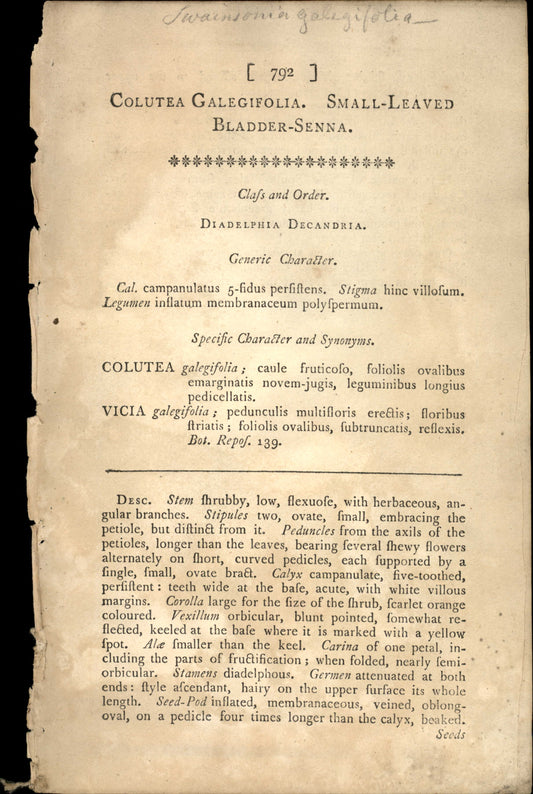 Swainsonia galegifolia
[ 792 ]
COLUTEA GALEGIFOLIA. SMALL-LEAVED
BLADDER-SENNA.
Claſs and Order.
DIADELPHIA DECANDRIA.
Generic Character.
Cal. campanulatus 5-fidus perſiſtens. Stigma hinc villoſum.
Legumen inflatum membranaceum polyſpermum.
Specific Character and Synonyms.
COLUTEA galegifolia; caule fruticoſo, foliolis ovalibus
emarginatis novem-jugis, leguminibus longius
pedicellatis.
VICIA galegifolia; pedunculis multifloris erectis; floribus
ſtriatis; foliolis ovalibus, ſubtruncatis, reflexis.
Bot. Repoſ. 139.
DESC. Stem ſhrubby, low, flexuoſe, with herbaceous, an-
gular branches. Stipules two, ovate, ſmall, embracing the
petiole, but diſtinct from it. Peduncles from the axils of the
petioles, longer than the leaves, bearing ſeveral ſhewy flowers
alternately on ſhort, curved pedicles, each ſupported by a
ſingle, ſmall, ovate bract. Calyx campanulate, five-toothed,
perſiſtent: teeth wide at the baſe, acute, with white villous
margins. Corolla large for the ſize of the ſhrub, ſcarlet orange
coloured. Vexillum orbicular, blunt pointed, ſomewhat re-
flected, keeled at the baſe where it is marked with a yellow
ſpot. Alæ ſmaller than the keel. Carina of one petal, in-
cluding the parts of fructification; when folded, nearly ſemi-
orbicular. Stamens diadelphous. Germen attenuated at both
ends: ſtyle aſcendant, hairy on the upper ſurface its whole
length. Seed-Pod inflated, membranaceous, veined, oblong-
oval, on a pedicle four times longer than the calyx, beaked.
Seeds